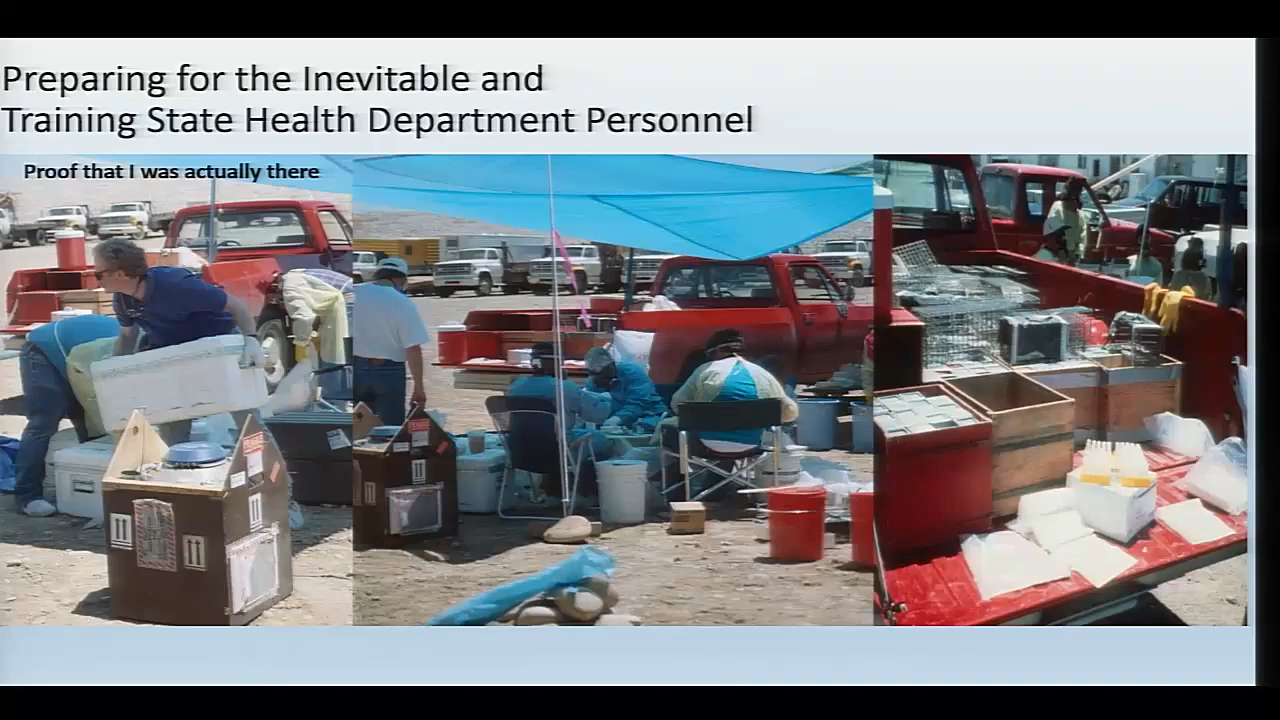 Preparing for the Inevitable and
Training State Health Department Personnel
Proof that I was actually there